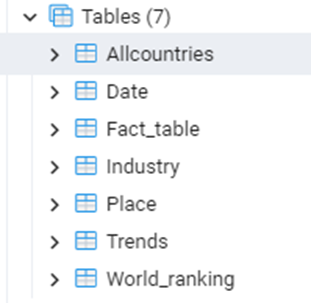 Tables (7)
Allcountries
Date
Fact_table
Industry
Place
Trends
World_ranking